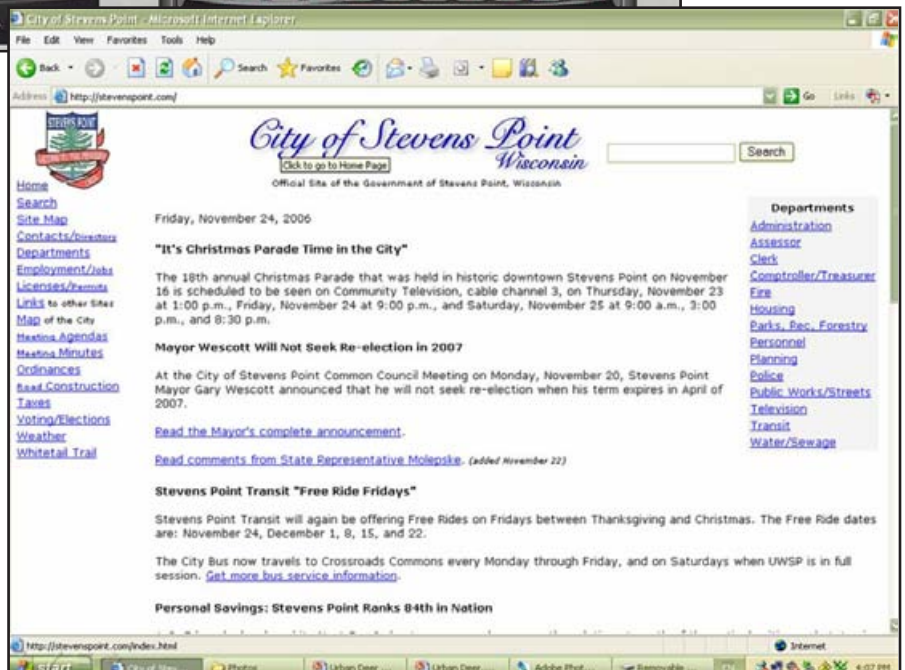 City of Stevens Point - Microsoft Internet Explorer
File Edit View Favorites Tools Help
Back Search Favorites
Address http://stevenspoint.com/ Go Links
STEVENS POINT
City of Stevens Point
Wisconsin
Click to go to Home Page
Official Site of the Government of Stevens Point, Wisconsin
Search
Home
Search
Site Map
Contacts/Directory
Departments
Employment/Jobs
Licenses/Permits
Links to other Sites
Map of the City
Meeting Agendas
Meeting Minutes
Ordinances
Road Construction
Taxes
Voting/Elections
Weather
Whitetail Trail
Friday, November 24, 2006
"It's Christmas Parade Time in the City"
The 18th annual Christmas Parade that was held in historic downtown Stevens Point on November
16 is scheduled to be seen on Community Television, cable channel 3, on Thursday, November 23
at 1:00 p.m., Friday, November 24 at 9:00 p.m., and Saturday, November 25 at 9:00 a.m., 3:00
p.m., and 8:30 p.m.
Mayor Wescott Will Not Seek Re-election in 2007
At the City of Stevens Point Common Council Meeting on Monday, November 20, Stevens Point
Mayor Gary Wescott announced that he will not seek re-election when his term expires in April of
2007.
Read the Mayor's complete announcement.
Read comments from State Representative Molepske. (added November 22)
Stevens Point Transit "Free Ride Fridays"
Stevens Point Transit will again be offering Free Rides on Fridays between Thanksgiving and Christmas. The Free Ride dates
are: November 24, December 1, 8, 15, and 22.
The City Bus now travels to Crossroads Commons every Monday through Friday, and on Saturdays when UWSP is in full
session. Get more bus service information.
Personal Savings: Stevens Point Ranks 84th in Nation
Departments
Administration
Assessor
Clerk
Comptroller/Treasurer
Fire
Housing
Parks, Rec, Forestry
Personnel
Planning
Police
Public Works/Streets
Television
Transit
Water/Sewage
http://stevenspoint.com/index.html Internet
start City of Stev... Photos Urban Deer ... Urban Deer ... Adobe Phot... Removable ... 4:07 PM